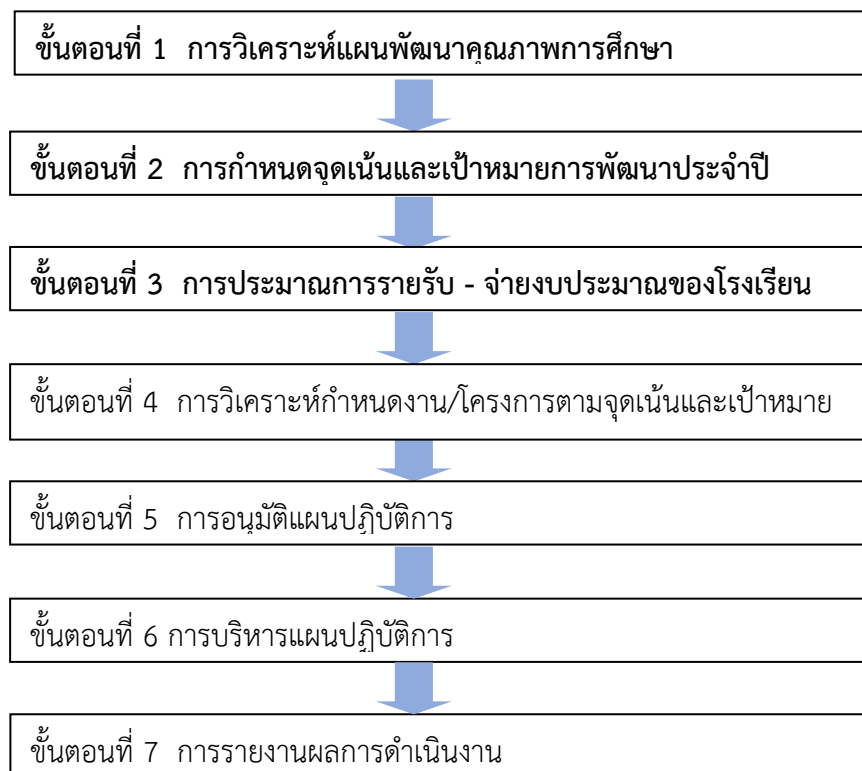 ขั้นตอนที่ 1 การวิเคราะห์แผนพัฒนาคุณภาพการศึกษา
ขั้นตอนที่ 2 การกำหนดจุดเน้นและเป้าหมายการพัฒนาประจำปี
ขั้นตอนที่ 3 การประมาณการรายรับ - จ่ายงบประมาณของโรงเรียน
ขั้นตอนที่ 4 การวิเคราะห์กำหนดงาน/โครงการตามจุดเน้นและเป้าหมาย
ขั้นตอนที่ 5 การอนุมัติแผนปฏิบัติการ
ขั้นตอนที่ 6 การบริหารแผนปฏิบัติการ
ขั้นตอนที่ 7 การรายงานผลการดำเนินงาน